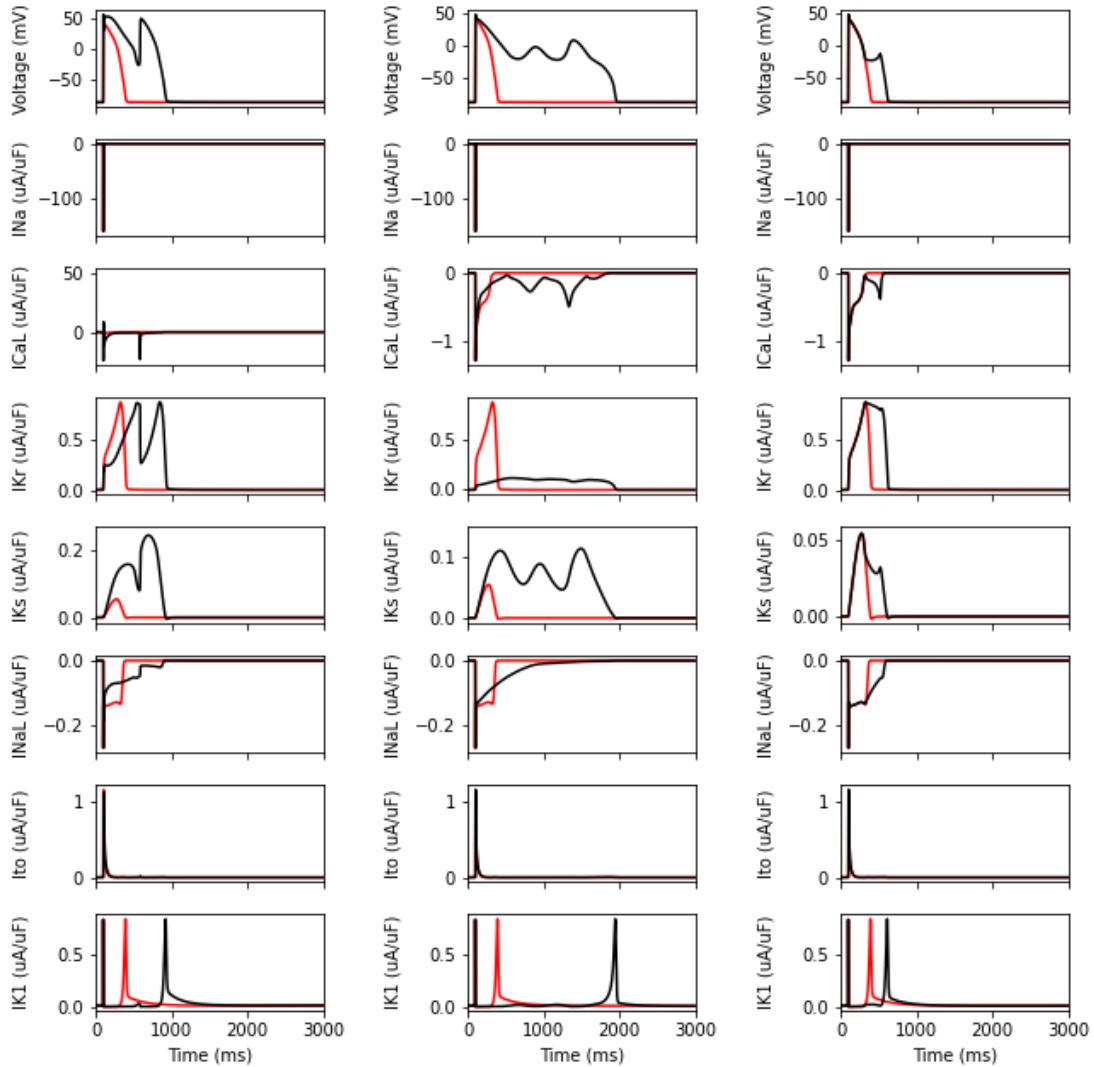 Voltage (mV) 50 0 −50 Voltage (mV) 50 0 −50 Voltage (mV) 50 0 −50
INa (uA/uF) 0 −100 INa (uA/uF) 0 −100 INa (uA/uF) 0 −100
ICaL (uA/uF) 50 0 ICaL (uA/uF) 0 −1 ICaL (uA/uF) 0 −1
IKr (uA/uF) 0.5 0.0 IKr (uA/uF) 0.5 0.0 IKr (uA/uF) 0.5 0.0
IKs (uA/uF) 0.2 0.0 IKs (uA/uF) 0.1 0.0 IKs (uA/uF) 0.05 0.00
INaL (uA/uF) 0.0 −0.2 INaL (uA/uF) 0.0 −0.2 INaL (uA/uF) 0.0 −0.2
Ito (uA/uF) 1 0 Ito (uA/uF) 1 0 Ito (uA/uF) 1 0
IK1 (uA/uF) 0.5 0.0 IK1 (uA/uF) 0.5 0.0 IK1 (uA/uF) 0.5 0.0
0 1000 2000 3000 0 1000 2000 3000 0 1000 2000 3000
Time (ms) Time (ms) Time (ms)